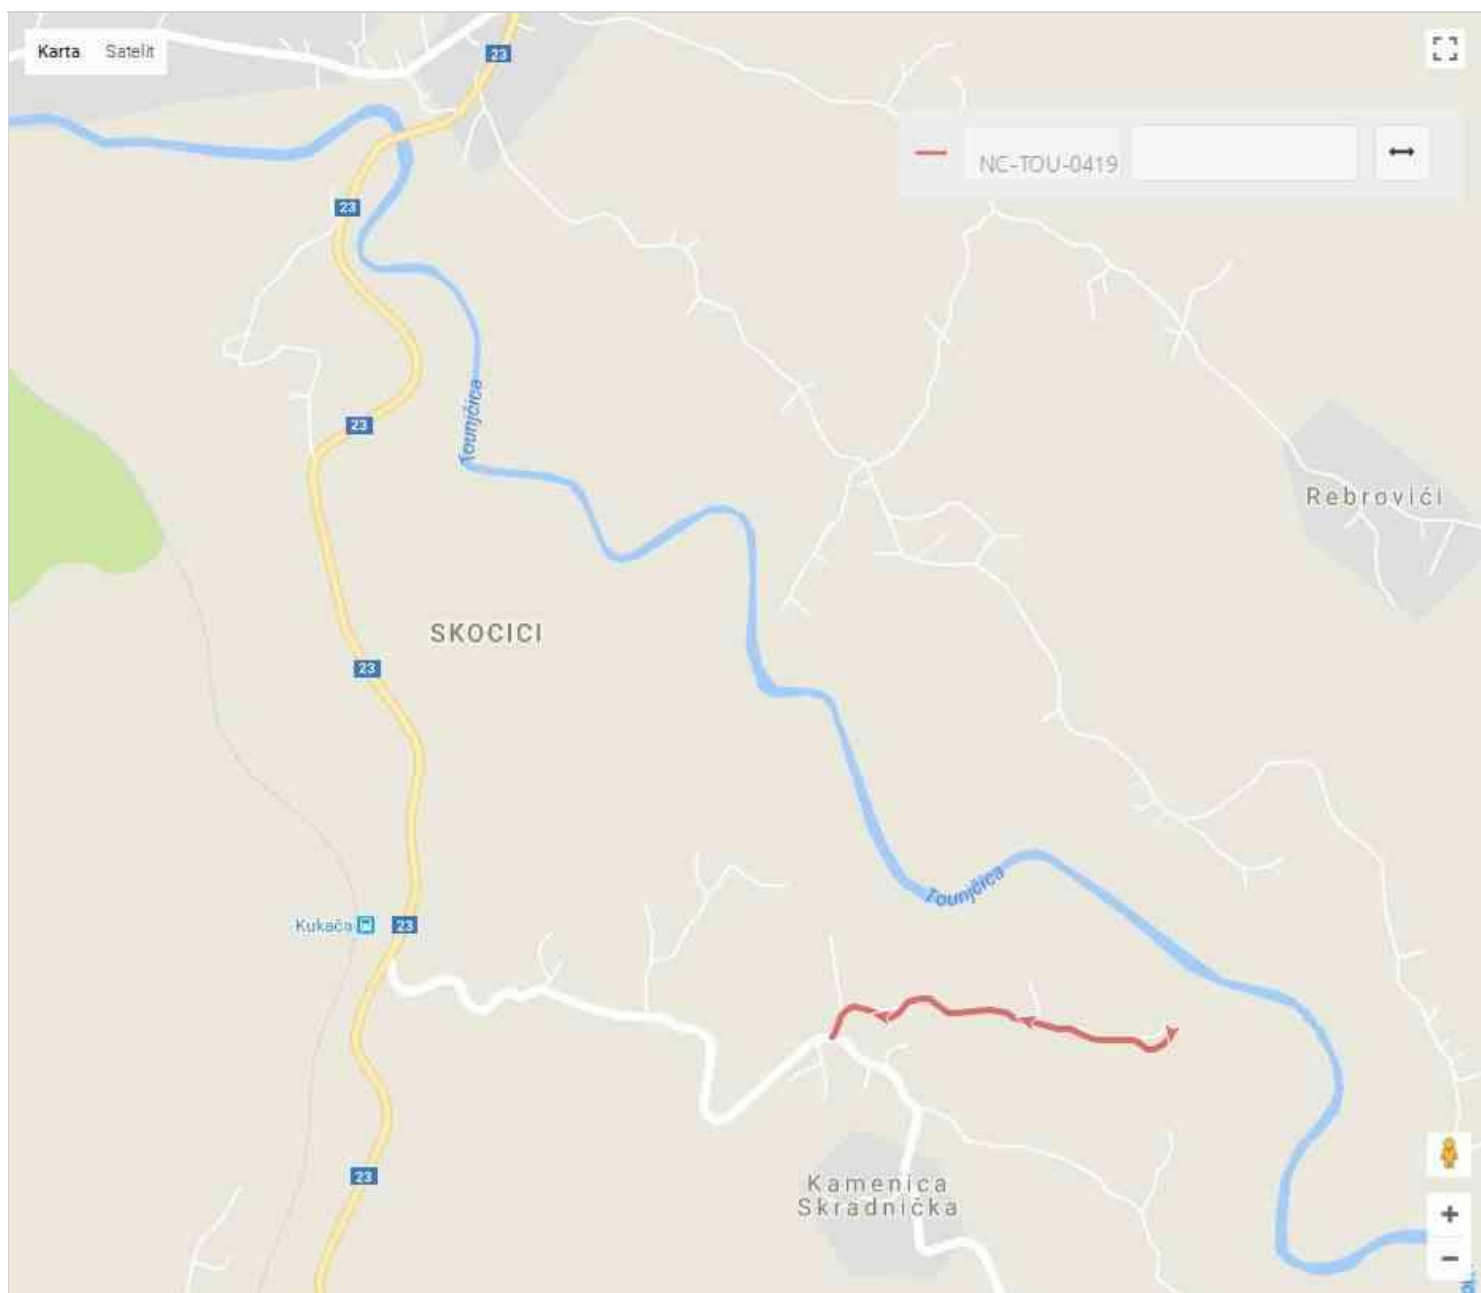 Karta Satelit
23
NC-TOU-0419
23
Tounjčica
23
Rebrovići
SKOCICI
23
Tounjčica
Kukača 23
23
Kamenica
Skradnička
+
−